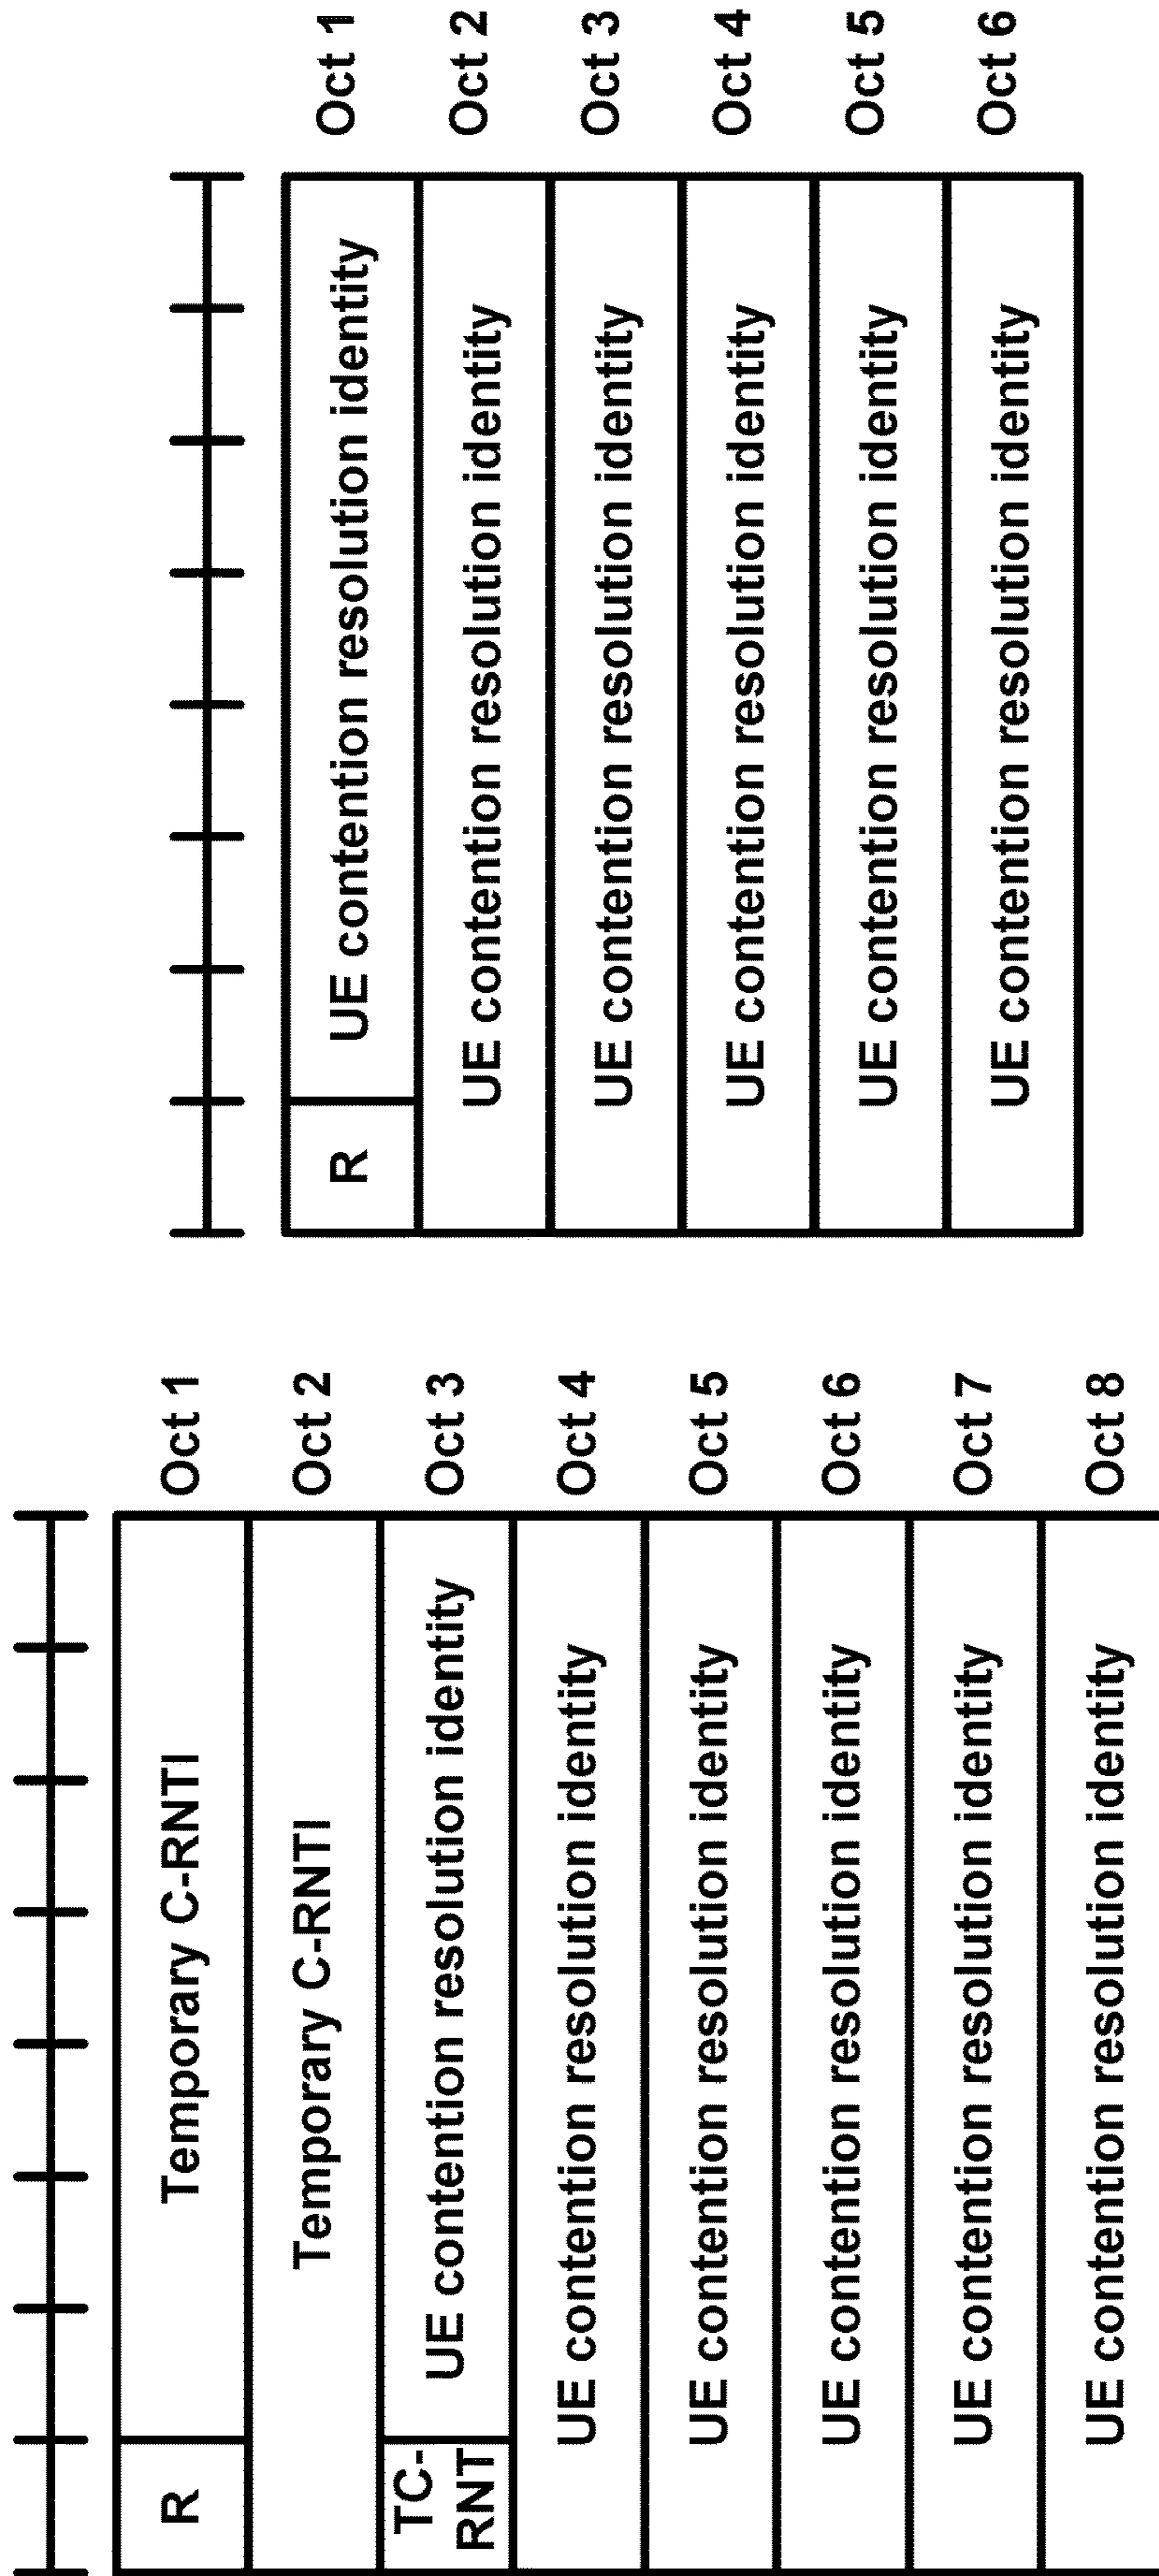 R
Temporary C-RNTI
Oct 1
Temporary C-RNTI
Oct 2
TC-
RNT
UE contention resolution identity
Oct 3
UE contention resolution identity
Oct 4
UE contention resolution identity
Oct 5
UE contention resolution identity
Oct 6
UE contention resolution identity
Oct 7
UE contention resolution identity
Oct 8
R
UE contention resolution identity
Oct 1
UE contention resolution identity
Oct 2
UE contention resolution identity
Oct 3
UE contention resolution identity
Oct 4
UE contention resolution identity
Oct 5
UE contention resolution identity
Oct 6